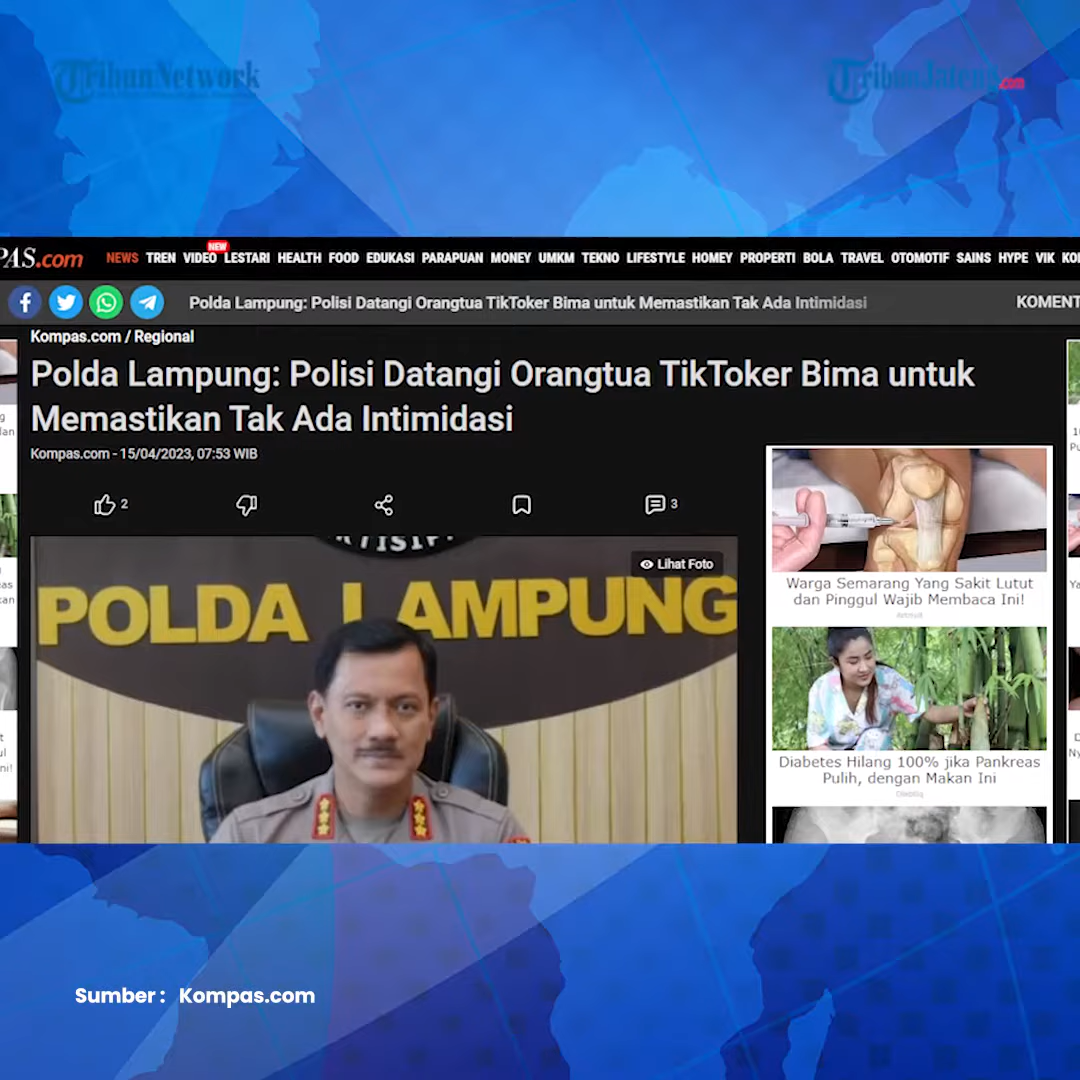 TribunNetwork
TribunJateng.com
PAS.com
NEWS TREN VIDEO NEW LESTARI HEALTH FOOD EDUKASI PARAPUAN MONEY UMKM TEKNO LIFESTYLE HOMEY PROPERTI BOLA TRAVEL OTOMOTIF SAINS HYPE VIK KO
Polda Lampung: Polisi Datangi Orangtua TikToker Bima untuk Memastikan Tak Ada Intimidasi
KOMENT
Kompas.com / Regional
Polda Lampung: Polisi Datangi Orangtua TikToker Bima untuk
Memastikan Tak Ada Intimidasi
Kompas.com - 15/04/2023, 07:53 WIB
2
3
Lihat Foto
POLDA LAMPUNG
Warga Semarang Yang Sakit Lutut
dan Pinggul Wajib Membaca Ini!
Diabetes Hilang 100% jika Pankreas
Pulih, dengan Makan Ini
Sumber : Kompas.com